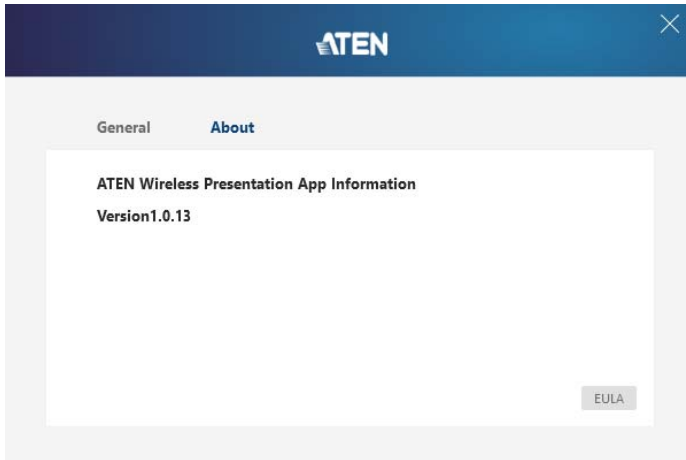 ATEN
General About
ATEN Wireless Presentation App Information
Version1.0.13
EULA